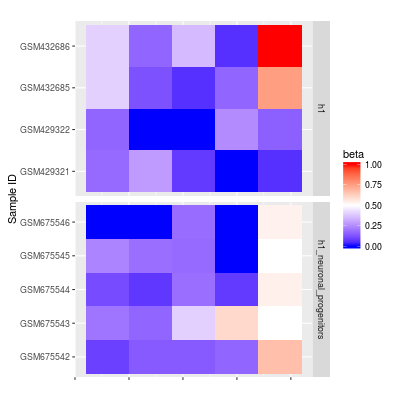 GSM432686
GSM432685
GSM429322
GSM429321
h1
GSM675546
GSM675545
GSM675544
GSM675543
GSM675542
h1_neuronal_progenitors
Sample ID
beta
1.00
0.75
0.50
0.25
0.00